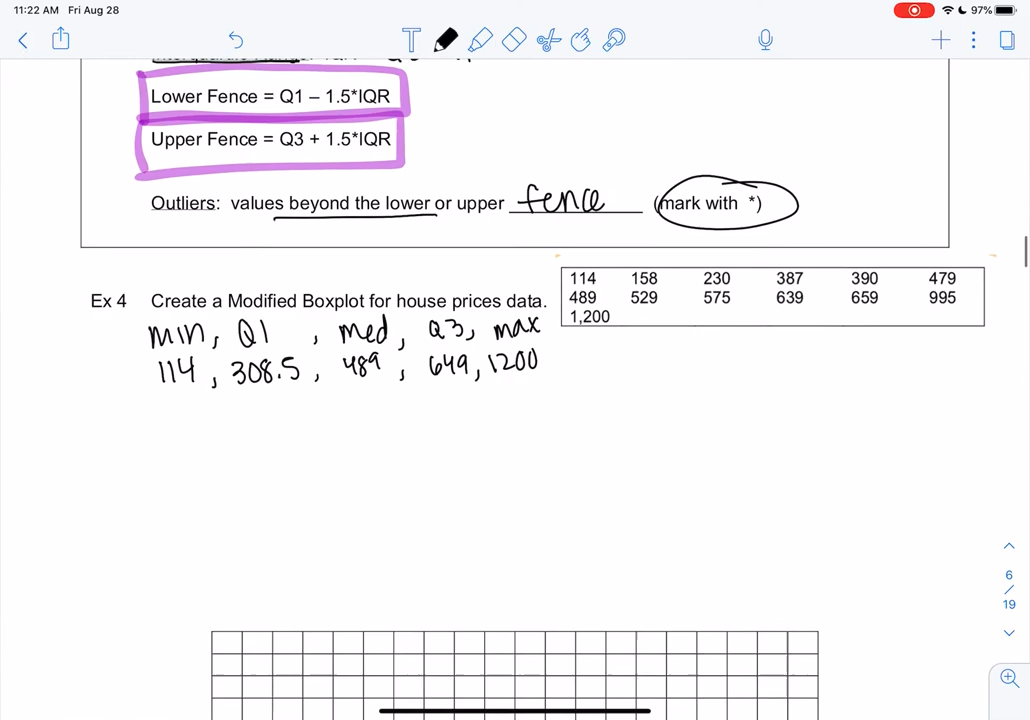 11:22 AM Fri Aug 28
97%
T
Lower Fence = Q1 – 1.5*IQR
Upper Fence = Q3 + 1.5*IQR
Outliers: values beyond the lower or upper fence (mark with *)
Ex 4 Create a Modified Boxplot for house prices data.
114 158 230 387 390 479
489 529 575 639 659 995
1,200
min, Q1 , med, Q3, max
114 , 308.5 , 489 , 649, 1200
6
/
19